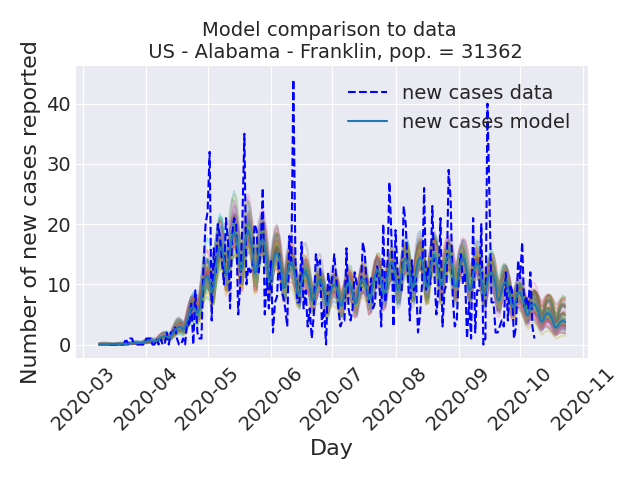 Model comparison to data
US - Alabama - Franklin, pop. = 31362
Number of new cases reported
40
30
20
10
0
new cases data
new cases model
2020-03
2020-04
2020-05
2020-06
2020-07
2020-08
2020-09
2020-10
2020-11
Day